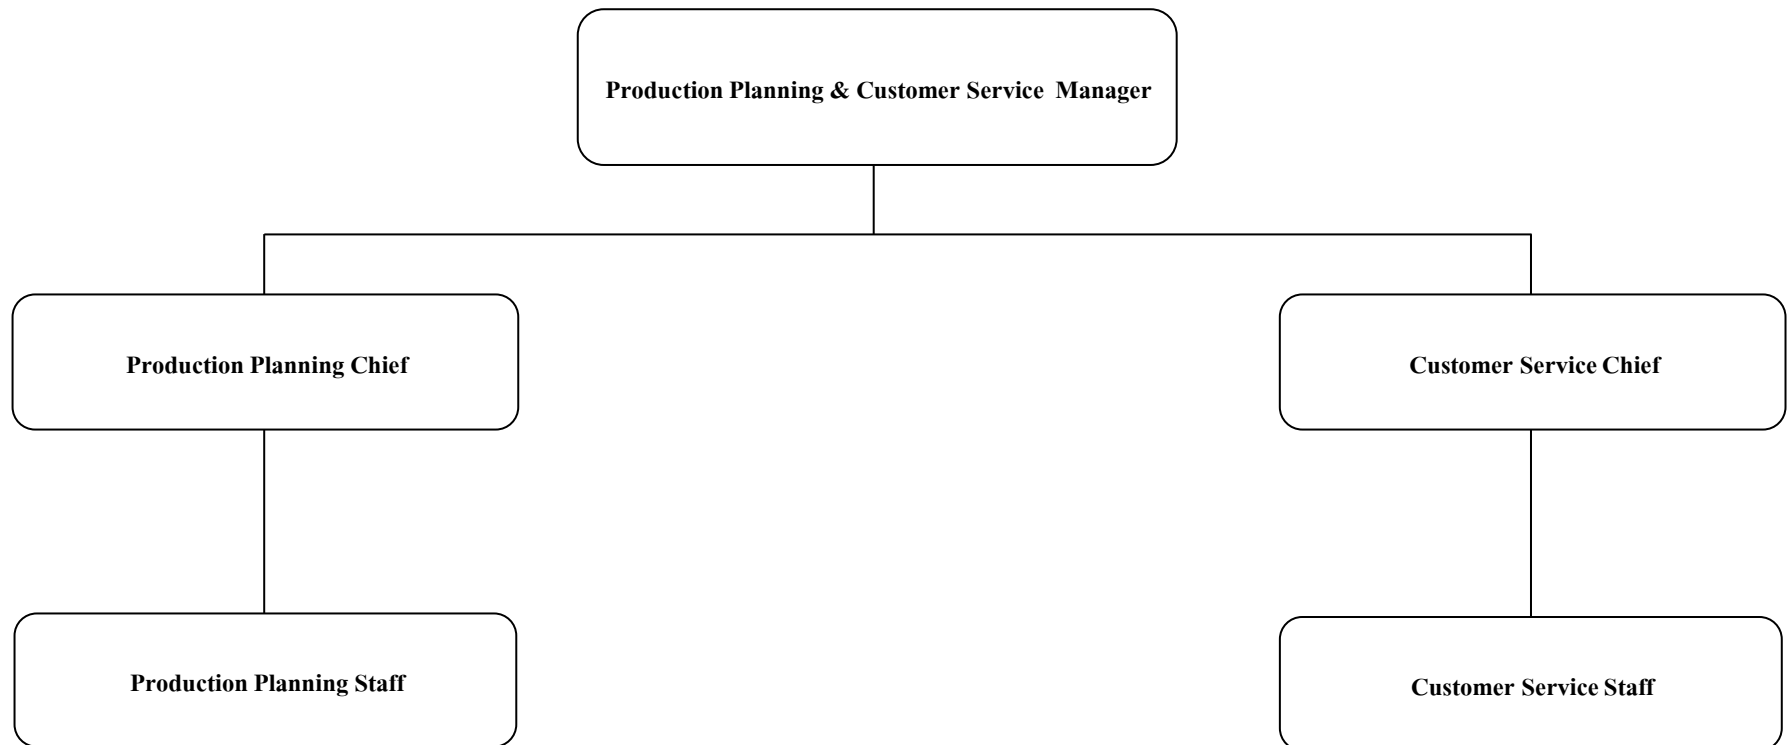 Production Planning & Customer Service  Manager
Production Planning Chief
Customer Service Chief
Production Planning Staff
Customer Service Staff